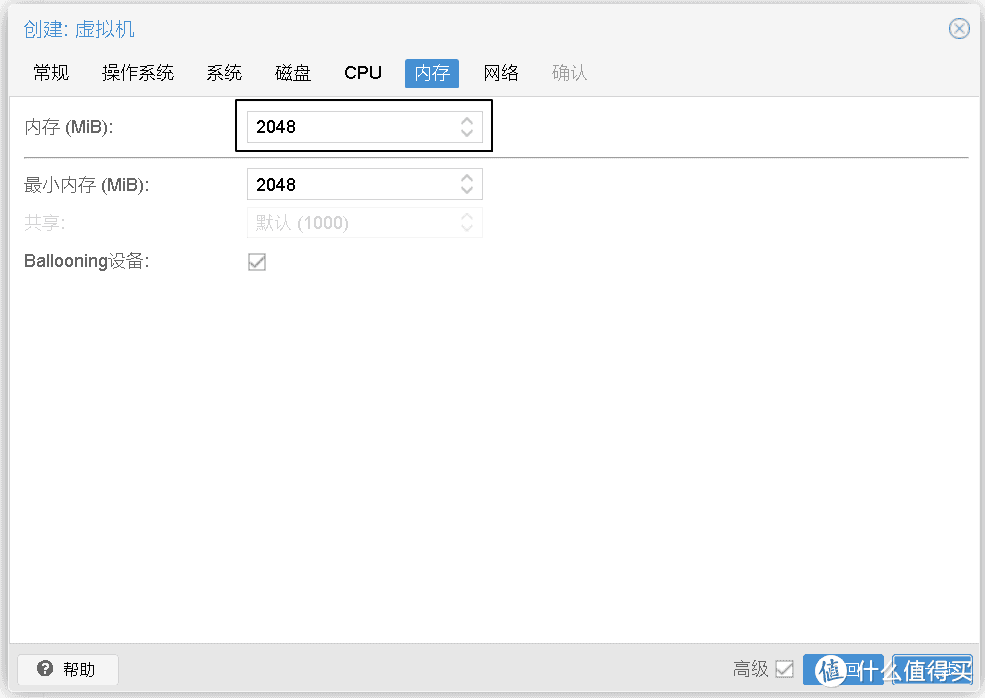 创建: 虚拟机
常规 操作系统 系统 磁盘 CPU 内存 网络 确认
内存 (MiB): 2048
最小内存 (MiB): 2048
共享: 默认 (1000)
Ballooning设备:
帮助 高级 值 什么值得买